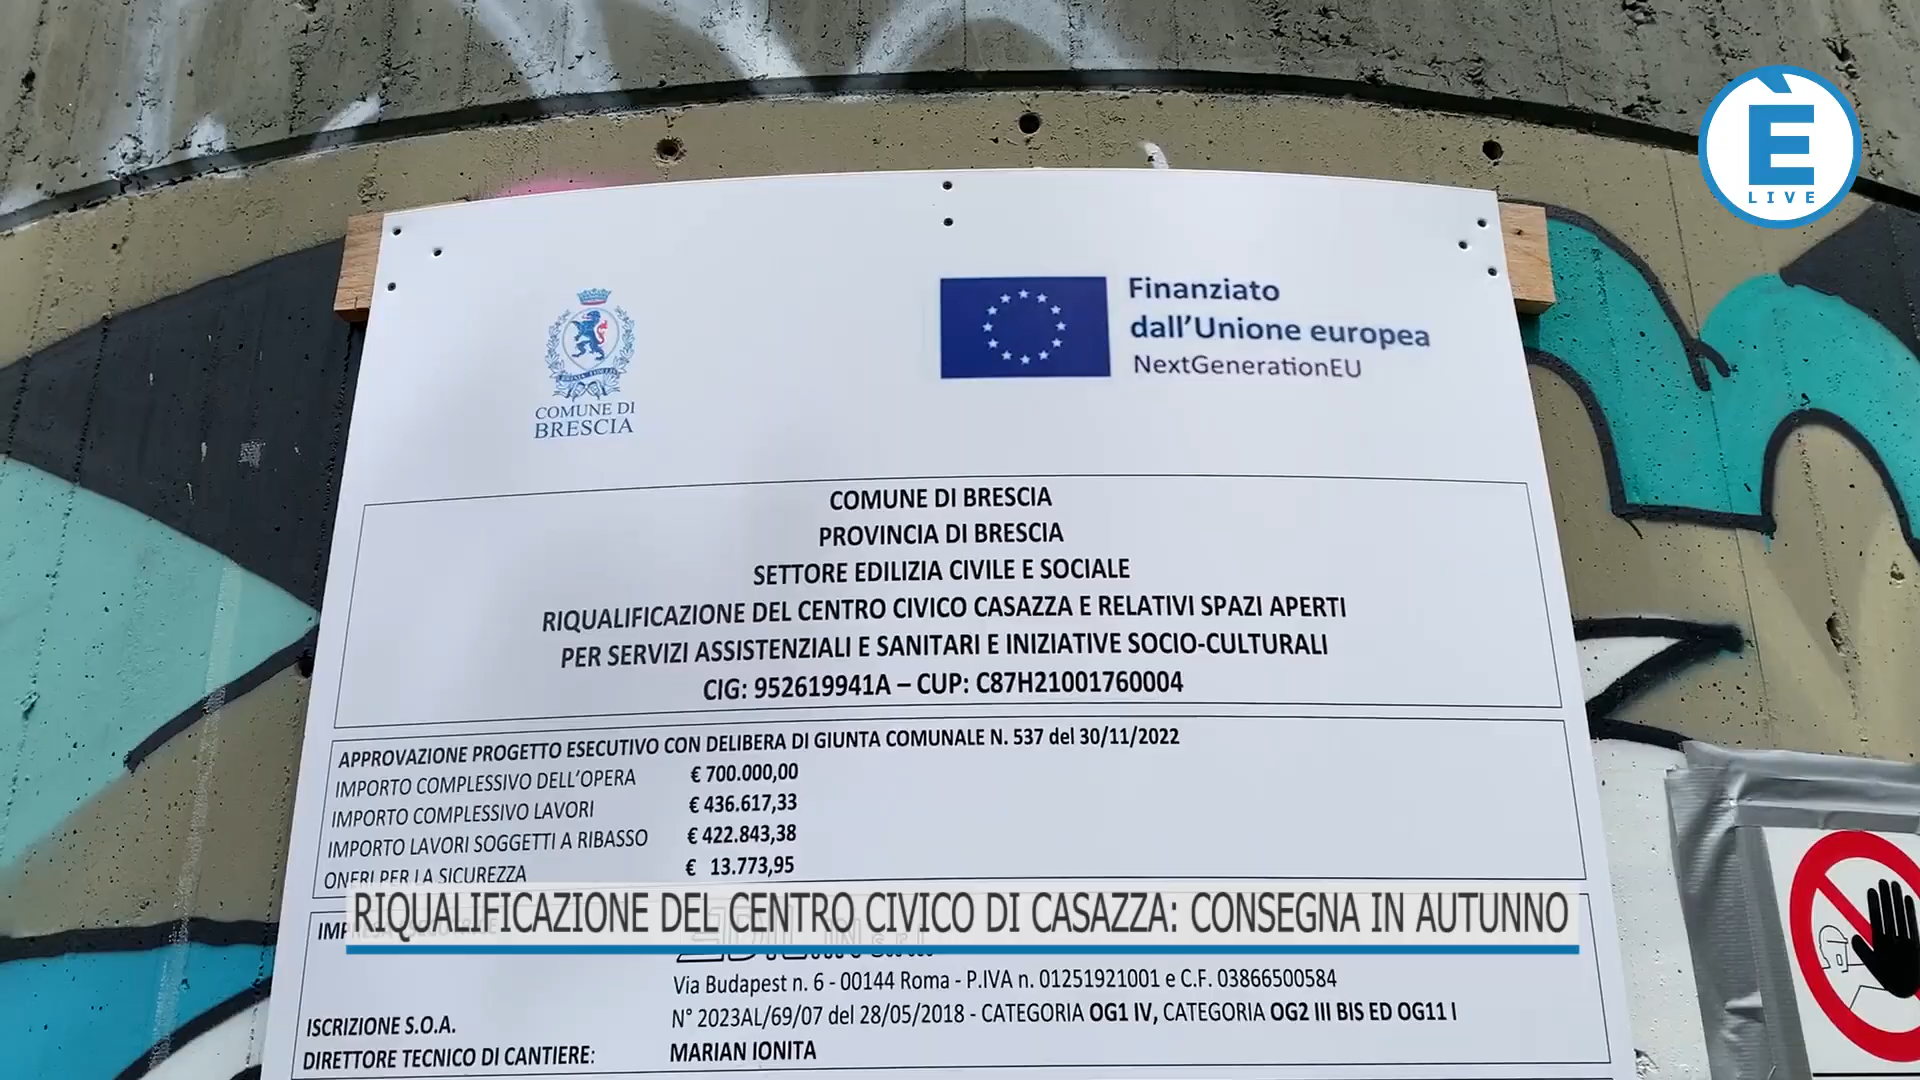 È
LIVE
COMUNE DI
BRESCIA
Finanziato
dall'Unione europea
NextGenerationEU
COMUNE DI BRESCIA
PROVINCIA DI BRESCIA
SETTORE EDILIZIA CIVILE E SOCIALE
RIQUALIFICAZIONE DEL CENTRO CIVICO CASAZZA E RELATIVI SPAZI APERTI
PER SERVIZI ASSISTENZIALI E SANITARI E INIZIATIVE SOCIO-CULTURALI
CIG: 952619941A – CUP: C87H21001760004
APPROVAZIONE PROGETTO ESECUTIVO CON DELIBERA DI GIUNTA COMUNALE N. 537 del 30/11/2022
IMPORTO COMPLESSIVO DELL'OPERA € 700.000,00
IMPORTO COMPLESSIVO LAVORI € 436.617,33
IMPORTO LAVORI SOGGETTI A RIBASSO € 422.843,38
ONERI PER LA SICUREZZA € 13.773,95
RIQUALIFICAZIONE DEL CENTRO CIVICO DI CASAZZA: CONSEGNA IN AUTUNNO
Via Budapest n. 6 - 00144 Roma - P.IVA n. 01251921001 e C.F. 03866500584
ISCRIZIONE S.O.A. N° 2023AL/69/07 del 28/05/2018 - CATEGORIA OG1 IV, CATEGORIA OG2 III BIS ED OG11 I
DIRETTORE TECNICO DI CANTIERE: MARIAN IONITA